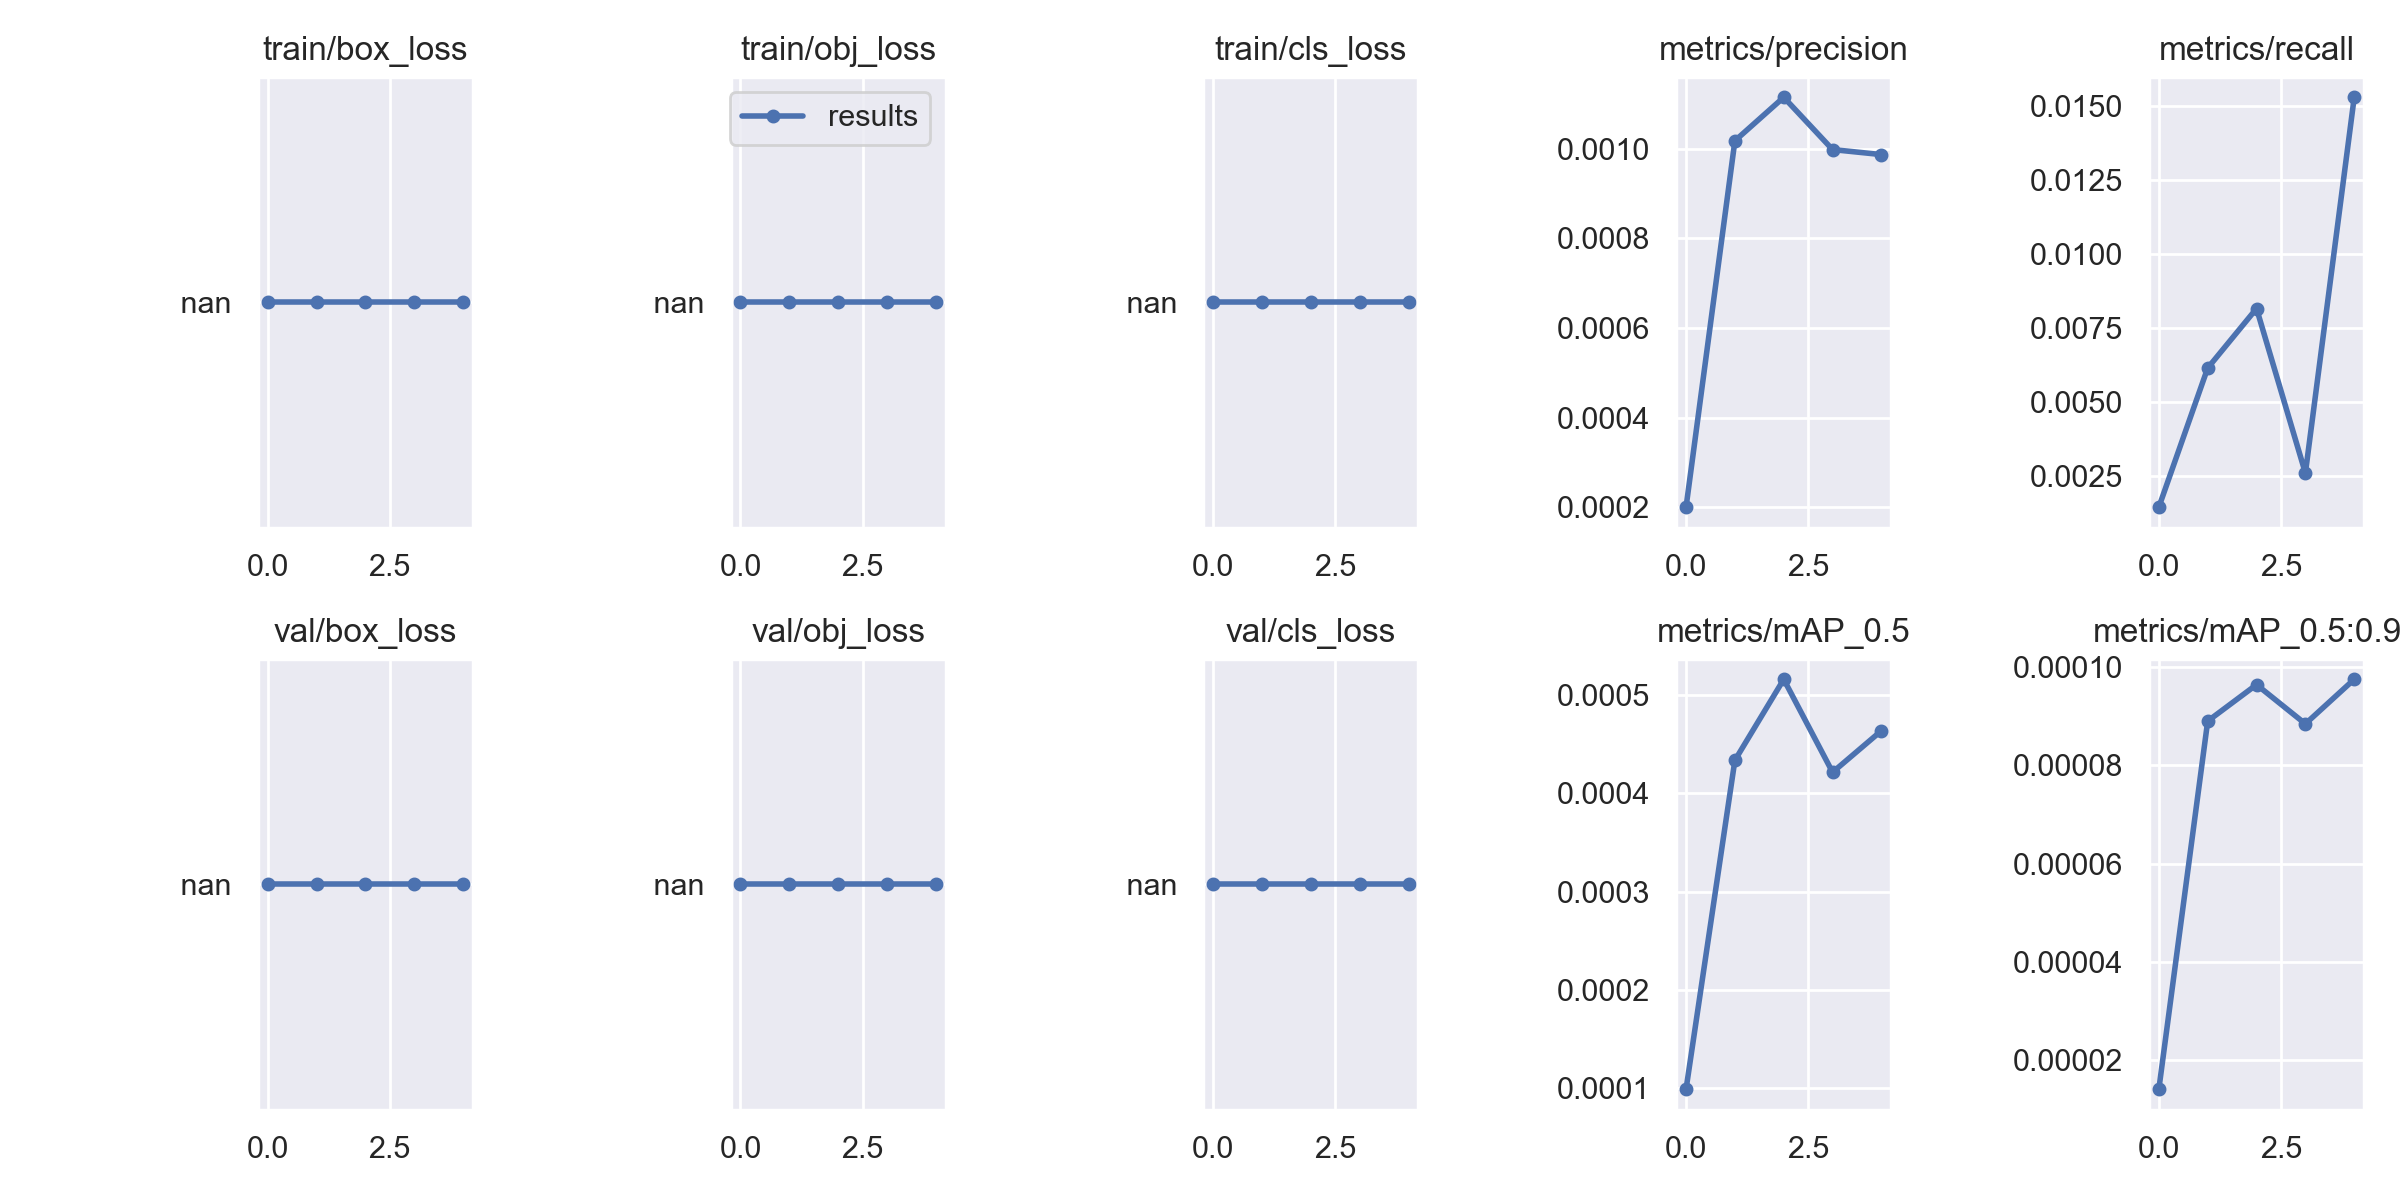 train/box_loss
train/obj_loss
train/cls_loss
metrics/precision
metrics/recall
results
nan
nan
nan
0.0010
0.0008
0.0006
0.0004
0.0002
0.0150
0.0125
0.0100
0.0075
0.0050
0.0025
0.0 2.5
0.0 2.5
0.0 2.5
0.0 2.5
0.0 2.5
val/box_loss
val/obj_loss
val/cls_loss
metrics/mAP_0.5
metrics/mAP_0.5:0.9
nan
nan
nan
0.0005
0.0004
0.0003
0.0002
0.0001
0.00010
0.00008
0.00006
0.00004
0.00002
0.0 2.5
0.0 2.5
0.0 2.5
0.0 2.5
0.0 2.5